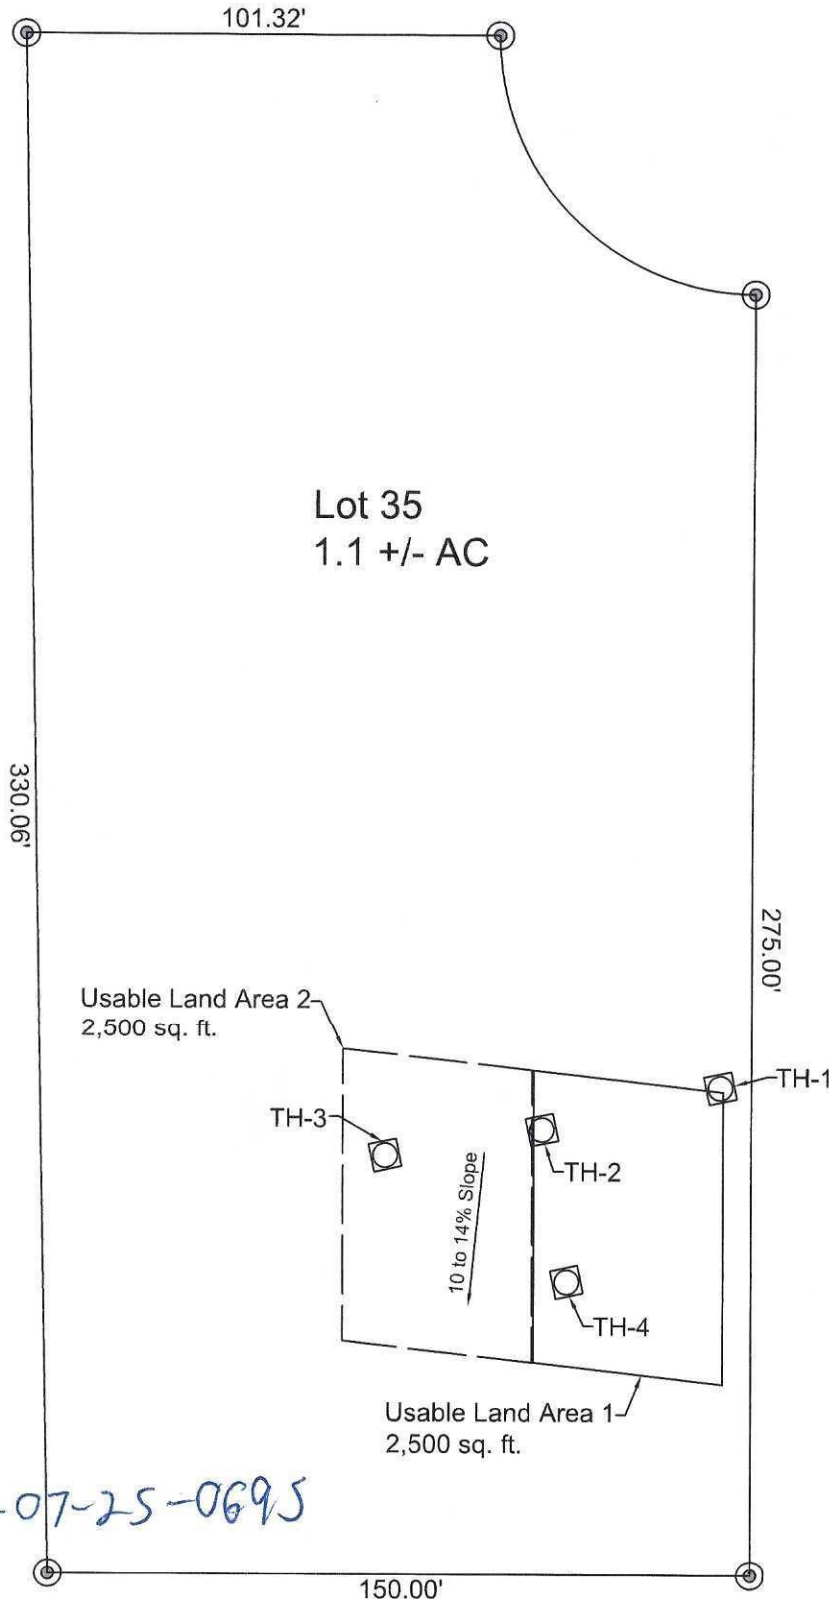 101.32'
Lot 35
1.1 +/- AC
330.06'
275.00'
Usable Land Area 2
2,500 sq. ft.
TH-1
TH-3
TH-2
10 to 14% Slope
TH-4
Usable Land Area 1
2,500 sq. ft.
-07-25-0695
150.00'